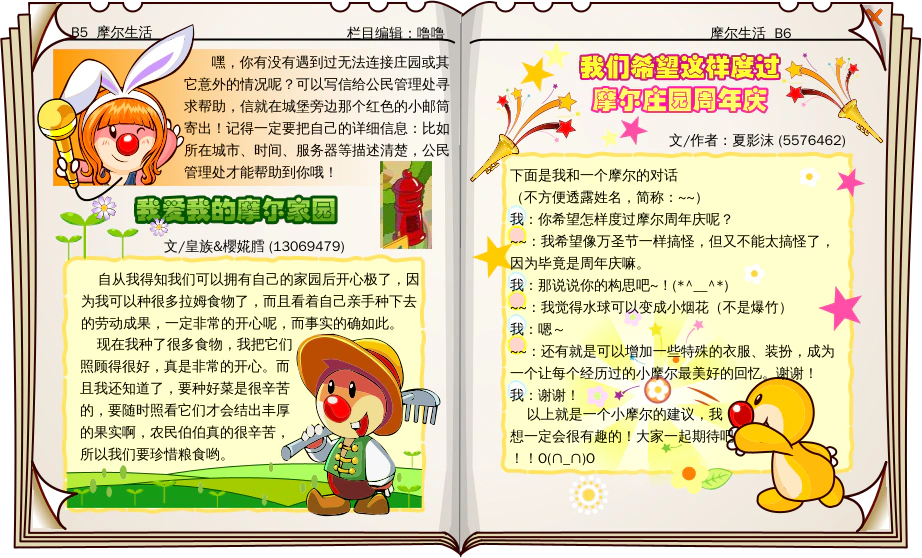 B5 摩尔生活
栏目编辑：噜噜
嘿，你有没有遇到过无法连接庄园或其
它意外的情况呢？可以写信给公民管理处寻
求帮助，信就在城堡旁边那个红色的小邮筒
寄出！记得一定要把自己的详细信息：比如
所在城市、时间、服务器等描述清楚，公民
管理处才能帮助到你哦！
我爱我的摩尔家园
文/皇族&樱婲 (13069479)
自从我得知我们可以拥有自己的家园后开心极了，因
为我可以种很多拉姆食物了，而且看着自己亲手种下去
的劳动成果，一定非常的开心呢，而事实的确如此。
现在我种了很多食物，我把它们
照顾得很好，真是非常的开心。而
且我还知道了，要种好菜是很辛苦
的，要随时照看它们才会结出丰厚
的果实啊，农民伯伯真的很辛苦，
所以我们要珍惜粮食哟。
摩尔生活 B6
我们希望这样度过
摩尔庄园周年庆
文/作者：夏影沫 (5576462)
下面是我和一个摩尔的对话
（不方便透露姓名，简称：~~）
我：你希望怎样度过摩尔周年庆呢？
~~：我希望像万圣节一样搞怪，但又不能太搞怪了，
因为毕竟是周年庆嘛。
我：那说说你的构思吧~！(*^__^*)
~~：我觉得水球可以变成小烟花（不是爆竹）
我：嗯~
~~：还有就是可以增加一些特殊的衣服、装扮，成为
一个让每个经历过的小摩尔最美好的回忆。谢谢！
我：谢谢！
以上就是一个小摩尔的建议，我
想一定会很有趣的！大家一起期待吧
！！O(∩_∩)O